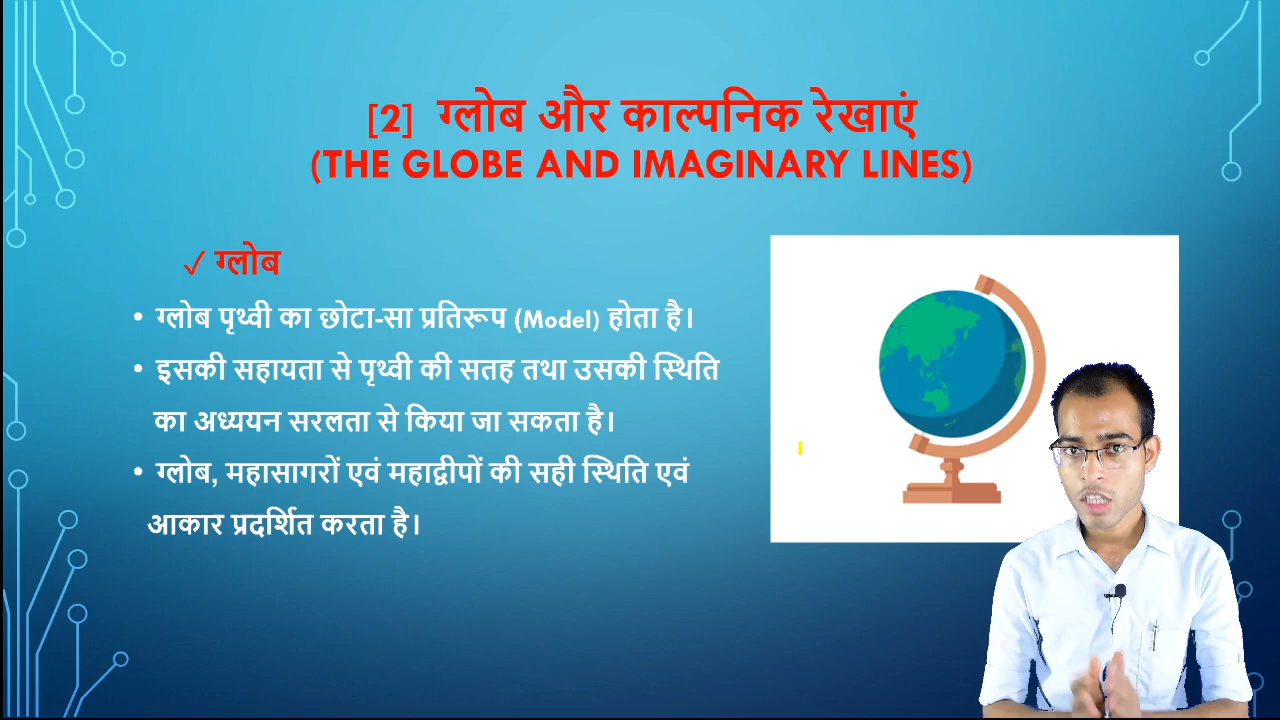 [2] ग्लोब और काल्पनिक रेखाएं
(THE GLOBE AND IMAGINARY LINES)
✓ ग्लोब
• ग्लोब पृथ्वी का छोटा-सा प्रतिरूप (Model) होता है।
• इसकी सहायता से पृथ्वी की सतह तथा उसकी स्थिति
का अध्ययन सरलता से किया जा सकता है।
• ग्लोब, महासागरों एवं महाद्वीपों की सही स्थिति एवं
आकार प्रदर्शित करता है।